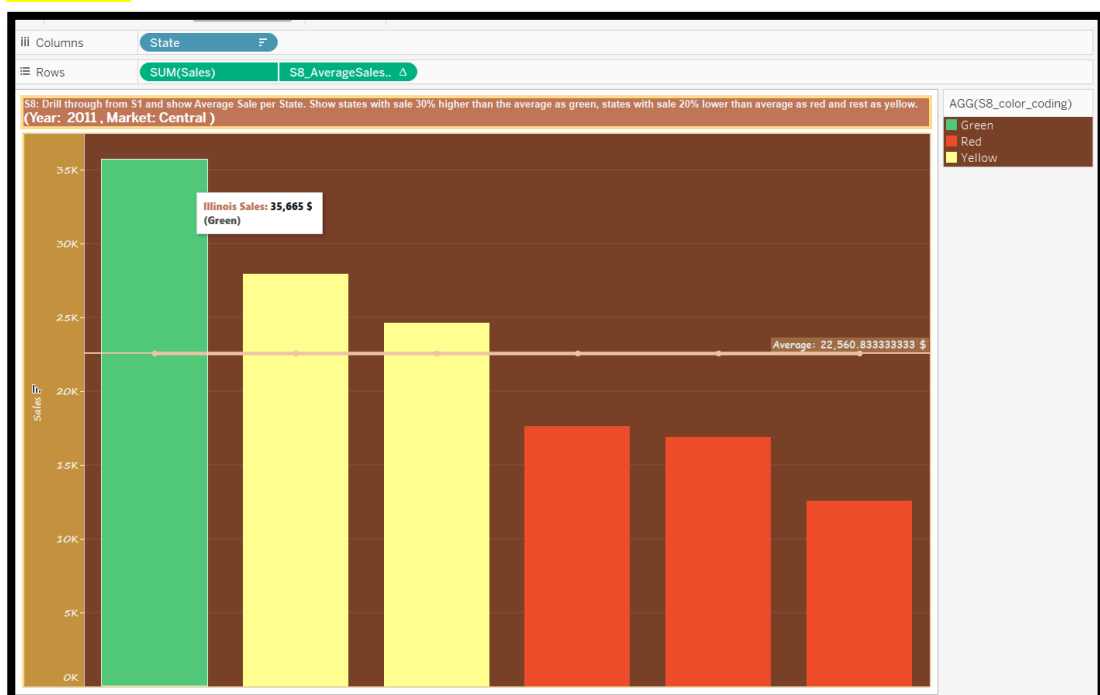 Columns
State
Rows
SUM(Sales)
S8_AverageSales..
S8: Drill through from S1 and show Average Sale per State. Show states with sale 30% higher than the average as green, states with sale 20% lower than average as red and rest as yellow.
(Year: 2011 , Market: Central )
AGG(S8_color_coding)
Green
Red
Yellow
35K
Illinois Sales: 35,665 $
(Green)
30K
25K
Average: 22,560.833333333 $
20K
Sales
15K
10K
5K
0K